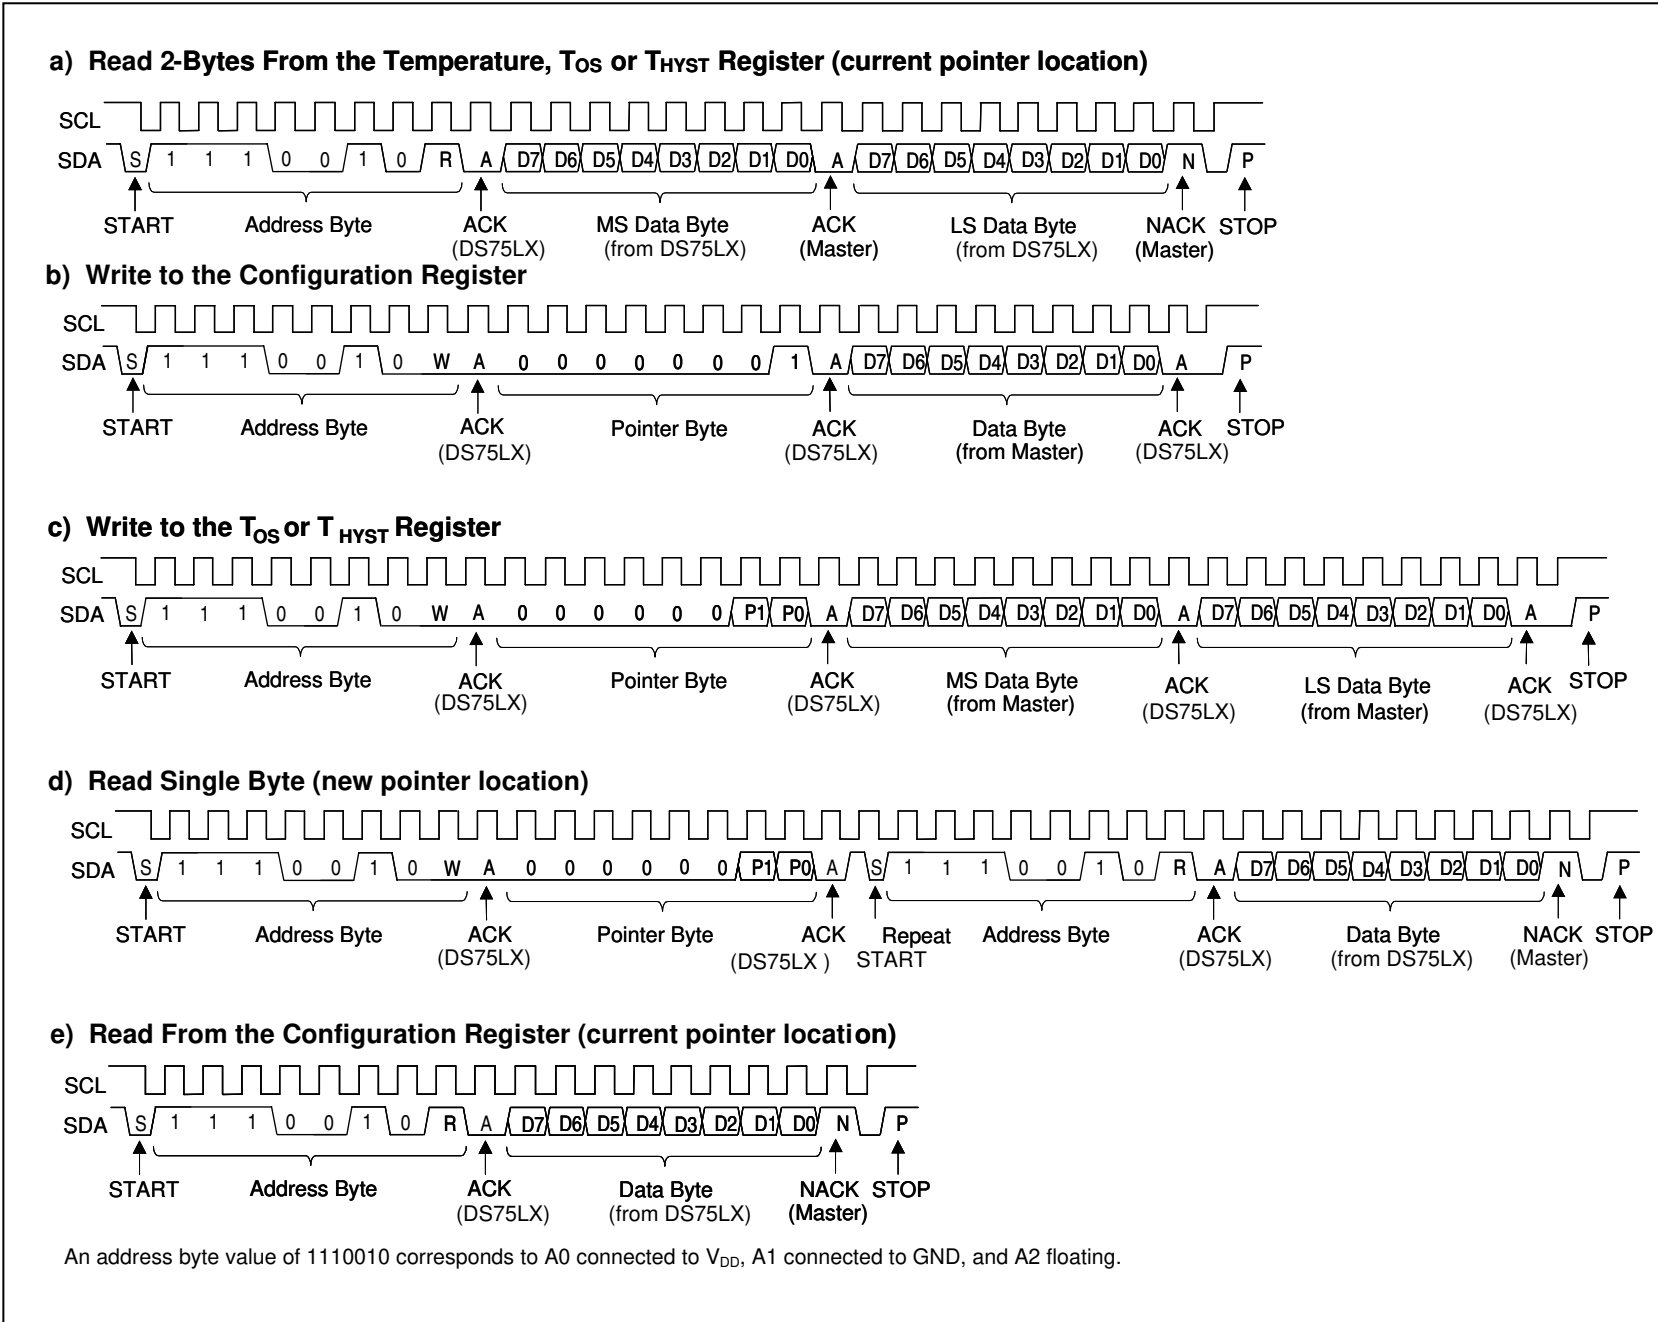 a) Read 2-Bytes From the Temperature, TOS or THYST Register (current pointer location)
SCL
SDA S 1 1 1 0 0 1 0 R A D7 D6 D5 D4 D3 D2 D1 D0 A D7 D6 D5 D4 D3 D2 D1 D0 N P
START Address Byte ACK MS Data Byte ACK LS Data Byte NACK STOP
(DS75LX) (from DS75LX) (Master) (from DS75LX) (Master)
b) Write to the Configuration Register
SCL
SDA S 1 1 1 0 0 1 0 W A 0 0 0 0 0 0 0 1 A D7 D6 D5 D4 D3 D2 D1 D0 A P
START Address Byte ACK Pointer Byte ACK Data Byte ACK STOP
(DS75LX) (DS75LX) (from Master) (DS75LX)
c) Write to the TOS or T HYST Register
SCL
SDA S 1 1 1 0 0 1 0 W A 0 0 0 0 0 0 P1 P0 A D7 D6 D5 D4 D3 D2 D1 D0 A D7 D6 D5 D4 D3 D2 D1 D0 A P
START Address Byte ACK Pointer Byte ACK MS Data Byte ACK LS Data Byte ACK STOP
(DS75LX) (DS75LX) (from Master) (DS75LX) (from Master) (DS75LX)
d) Read Single Byte (new pointer location)
SCL
SDA S 1 1 1 0 0 1 0 W A 0 0 0 0 0 0 P1 P0 A S 1 1 1 0 0 1 0 R A D7 D6 D5 D4 D3 D2 D1 D0 N P
START Address Byte ACK Pointer Byte ACK Repeat Address Byte ACK Data Byte NACK STOP
(DS75LX) (DS75LX ) START (DS75LX) (from DS75LX) (Master)
e) Read From the Configuration Register (current pointer location)
SCL
SDA S 1 1 1 0 0 1 0 R A D7 D6 D5 D4 D3 D2 D1 D0 N P
START Address Byte ACK Data Byte NACK STOP
(DS75LX) (from DS75LX) (Master)
An address byte value of 1110010 corresponds to A0 connected to VDD, A1 connected to GND, and A2 floating.